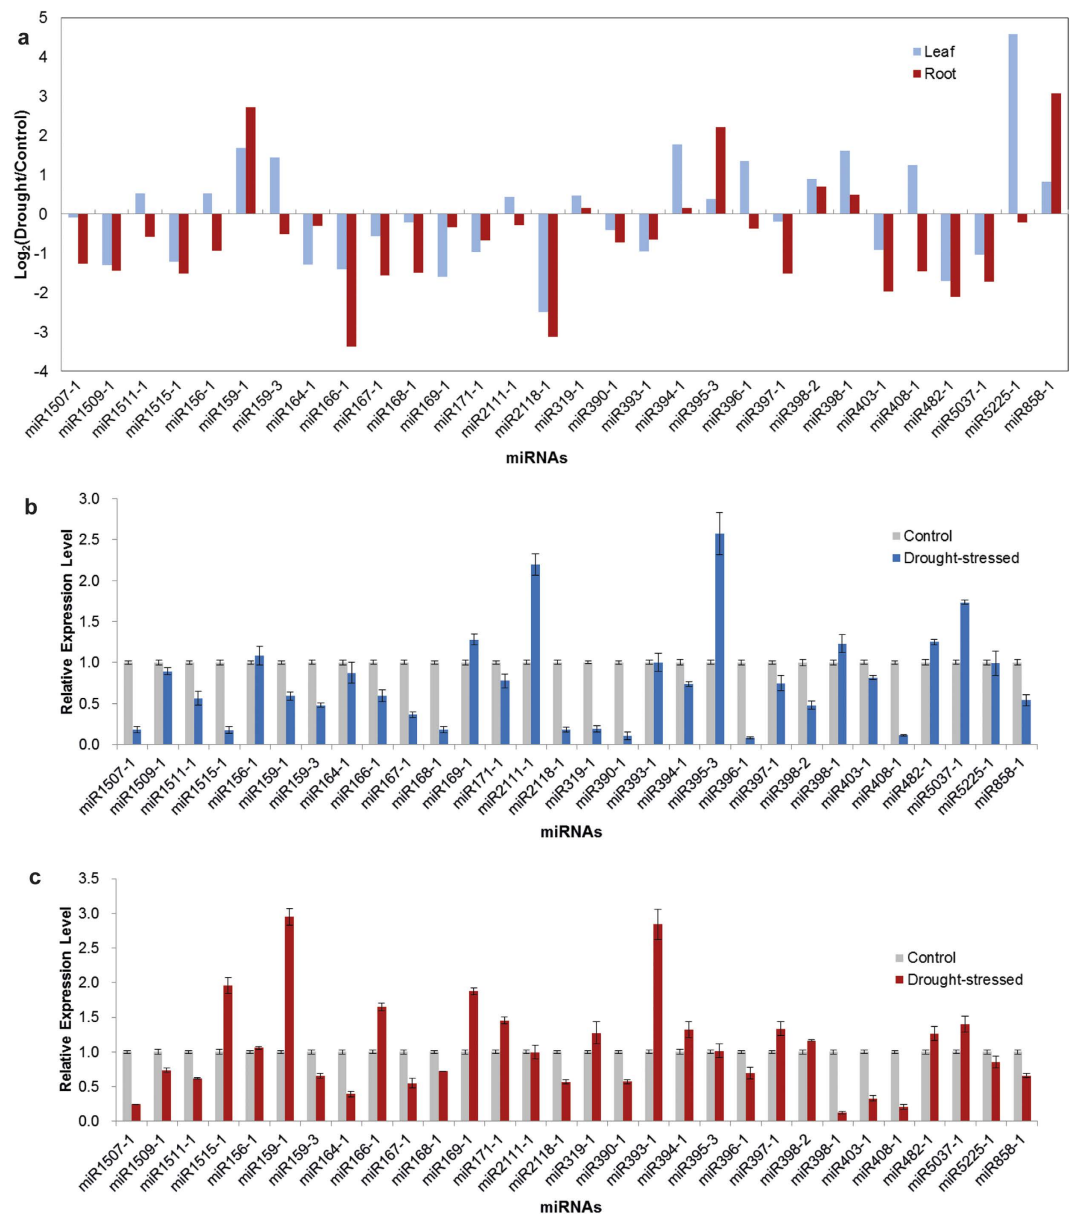 a
5
4
3
2
1
0
-1
-2
-3
-4
Log2(Drought/Control)
Leaf
Root
miR1507-1
miR1509-1
miR1511-1
miR1515-1
miR156-1
miR159-1
miR159-3
miR164-1
miR166-1
miR167-1
miR168-1
miR169-1
miR171-1
miR2111-1
miR2118-1
miR319-1
miR390-1
miR393-1
miR394-1
miR395-3
miR396-1
miR397-1
miR398-2
miR398-1
miR403-1
miR408-1
miR482-1
miR5037-1
miR5225-1
miR858-1
miRNAs
b
3.0
2.5
2.0
1.5
1.0
0.5
0.0
Relative Expression Level
Control
Drought-stressed
miR1507-1
miR1509-1
miR1511-1
miR1515-1
miR156-1
miR159-1
miR159-3
miR164-1
miR166-1
miR167-1
miR168-1
miR169-1
miR171-1
miR2111-1
miR2118-1
miR319-1
miR390-1
miR393-1
miR394-1
miR395-3
miR396-1
miR397-1
miR398-2
miR398-1
miR403-1
miR408-1
miR482-1
miR5037-1
miR5225-1
miR858-1
miRNAs
c
3.5
3.0
2.5
2.0
1.5
1.0
0.5
0.0
Relative Expression Level
Control
Drought-stressed
miR1507-1
miR1509-1
miR1511-1
miR1515-1
miR156-1
miR159-1
miR159-3
miR164-1
miR166-1
miR167-1
miR168-1
miR169-1
miR171-1
miR2111-1
miR2118-1
miR319-1
miR390-1
miR393-1
miR394-1
miR395-3
miR396-1
miR397-1
miR398-2
miR398-1
miR403-1
miR408-1
miR482-1
miR5037-1
miR5225-1
miR858-1
miRNAs